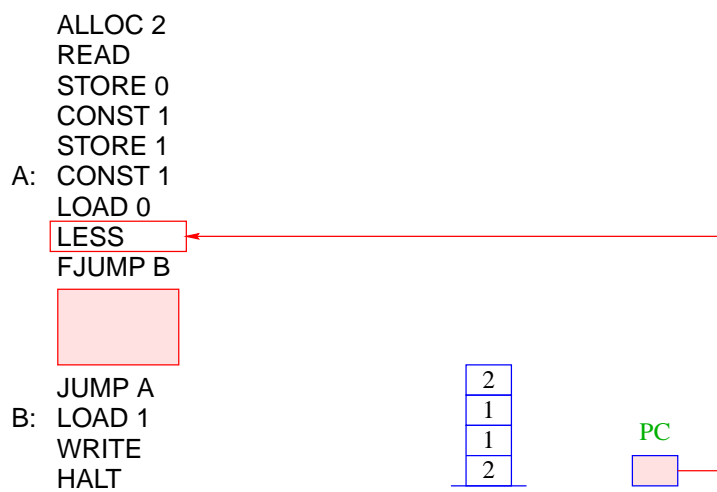 ALLOC 2
READ
STORE 0
CONST 1
STORE 1
A: CONST 1
LOAD 0
LESS
FJUMP B
JUMP A
B: LOAD 1
WRITE
HALT
2
1
1
2
PC